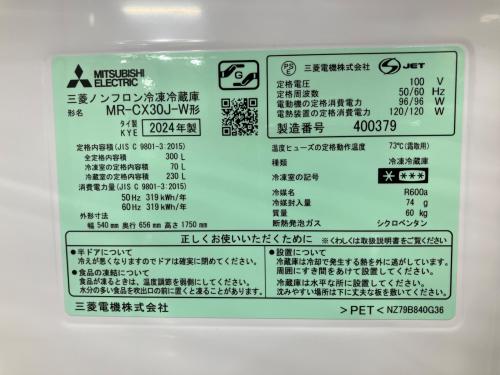 MITSUBISHI
ELECTRIC
三菱ノンフロン冷凍冷蔵庫
形名 MR-CX30J-W形
タイ製
KYE
2024年製
定格内容積(JIS C 9801-3:2015)
全定格内容積 300 L
冷凍室の定格内容積 70 L
冷蔵室の定格内容積 230 L
消費電力量(JIS C 9801-3:2015)
50 Hz 319 kWh/年
60 Hz 319 kWh/年
外形寸法
幅 540 mm 奥行 656 mm 高さ 1750 mm
G
PS
E
三菱電機株式会社
S JET
定格電圧 100 V
定格周波数 50/60 Hz
電動機の定格消費電力 96/96 W
電熱装置の定格消費電力 120/120 W
製造番号 400379
温度ヒューズの定格動作温度 73℃(霜取用)
種類 冷凍冷蔵庫
冷凍室の記号
冷媒名 R600a
冷媒封入量 74 g
質量 60 kg
断熱発泡ガス シクロペンタン
正しくお使いいただくために ※くわしくは取扱説明書をご覧ください。
●半ドアについて
冷えが悪くなりますのでドアは確実に閉めてください。
●食品の凍結について
食品が凍るときは、温度調節を弱側にしてください。
水分の多い食品を吹出口の前に置くと凍ることがあります。
●設置について
冷蔵庫は冷却で発生する熱を外に逃がしています。
周囲にすき間をあけて設置してください。
冷蔵庫は水平に設置してください。
沈みやすい場所は下に丈夫な板を敷いてください。
三菱電機株式会社
>PET< NZ79B840G36